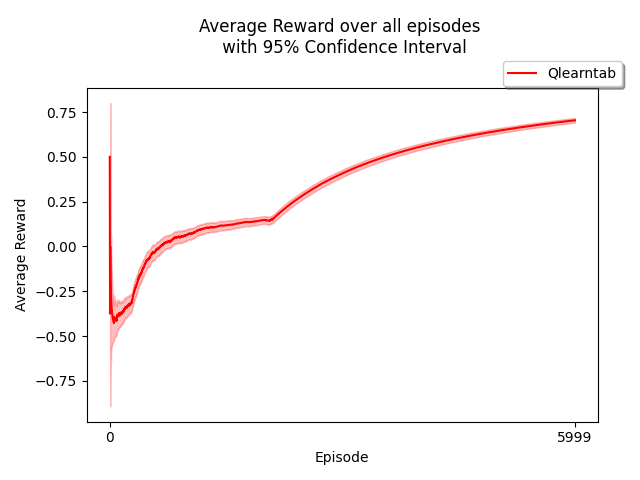 Average Reward over all episodes
with 95% Confidence Interval
Qlearntab
0.75
0.50
0.25
0.00
−0.25
−0.50
−0.75
Average Reward
0
5999
Episode